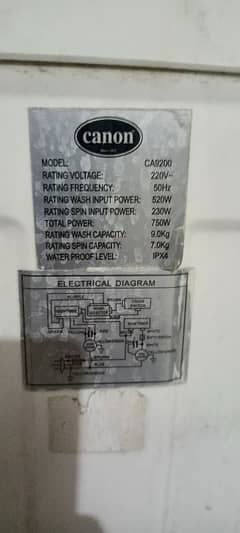 canon
MODEL: CA9200
RATING VOLTAGE: 220V~
RATING FREQUENCY: 50Hz
RATING WASH INPUT POWER: 520W
RATING SPIN INPUT POWER: 230W
TOTAL POWER: 750W
RATING WASH CAPACITY: 9.0Kg
RATING SPIN CAPACITY: 7.0Kg
WATER PROOF LEVEL: IPX4
ELECTRICAL DIAGRAM
WHITE
BLUE